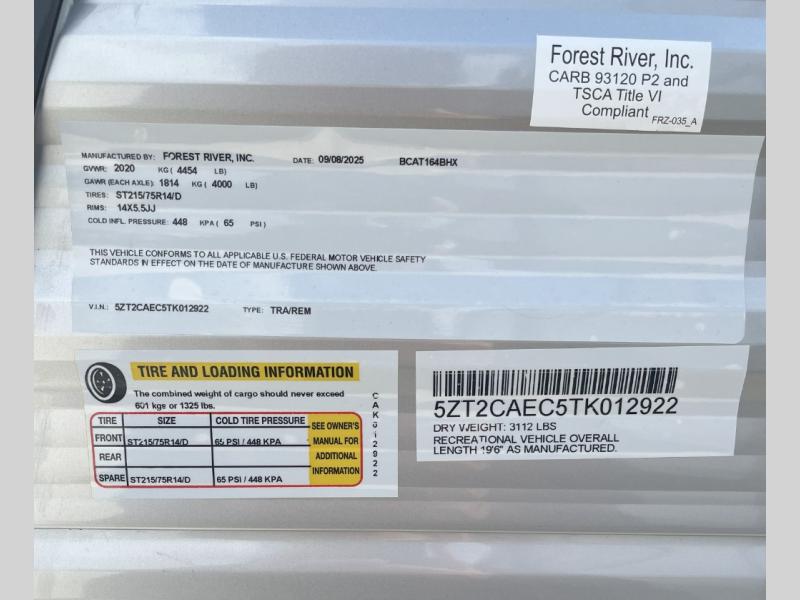 Forest River, Inc.
CARB 93120 P2 and
TSCA Title VI
Compliant FRZ-035_A
MANUFACTURED BY: FOREST RIVER, INC. DATE: 09/08/2025 BCAT164BHX
GVWR: 2020 KG ( 4454 LB)
GAWR (EACH AXLE): 1814 KG ( 4000 LB)
TIRES: ST215/75R14/D
RIMS: 14X5.5JJ
COLD INFL. PRESSURE: 448 KPA ( 65 PSI )
THIS VEHICLE CONFORMS TO ALL APPLICABLE U.S. FEDERAL MOTOR VEHICLE SAFETY
STANDARDS IN EFFECT ON THE DATE OF MANUFACTURE SHOWN ABOVE.
V.I.N.: 5ZT2CAEC5TK012922 TYPE: TRA/REM
TIRE AND LOADING INFORMATION
The combined weight of cargo should never exceed
601 kgs or 1325 lbs.
TIRE SIZE COLD TIRE PRESSURE SEE OWNER'S
FRONT ST215/75R14/D 65 PSI / 448 KPA MANUAL FOR
REAR ADDITIONAL
INFORMATION
SPARE ST215/75R14/D 65 PSI / 448 KPA
CAK012922
5ZT2CAEC5TK012922
DRY WEIGHT: 3112 LBS
RECREATIONAL VEHICLE OVERALL
LENGTH 19'6" AS MANUFACTURED.